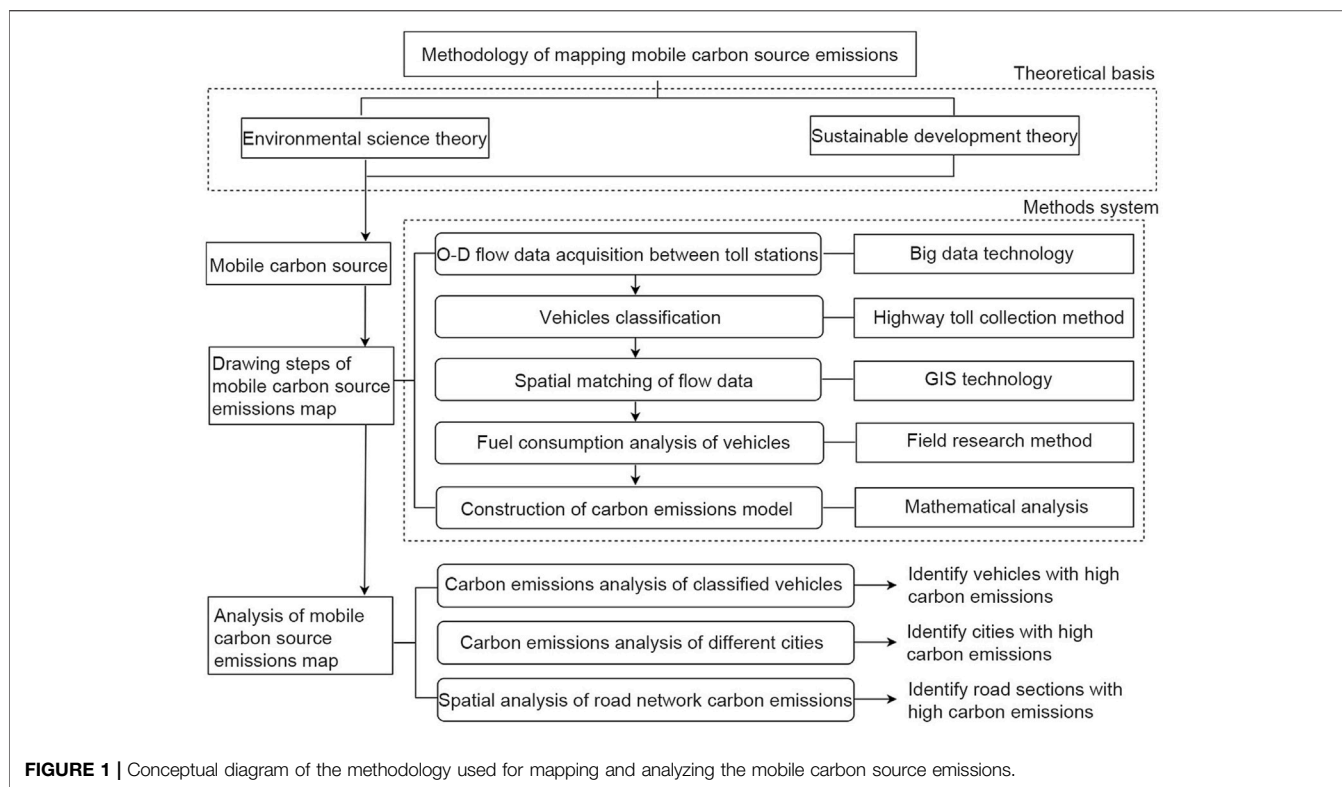 Methodology of mapping mobile carbon source emissions
Theoretical basis
Environmental science theory
Sustainable development theory
Methods system
Mobile carbon source
O-D flow data acquisition between toll stations
Big data technology
Vehicles classification
Highway toll collection method
Drawing steps of
mobile carbon source
emissions map
Spatial matching of flow data
GIS technology
Fuel consumption analysis of vehicles
Field research method
Construction of carbon emissions model
Mathematical analysis
Analysis of mobile
carbon source
emissions map
Carbon emissions analysis of classified vehicles
Identify vehicles with high
carbon emissions
Carbon emissions analysis of different cities
Identify cities with high
carbon emissions
Spatial analysis of road network carbon emissions
Identify road sections with
high carbon emissions
FIGURE 1 | Conceptual diagram of the methodology used for mapping and analyzing the mobile carbon source emissions.